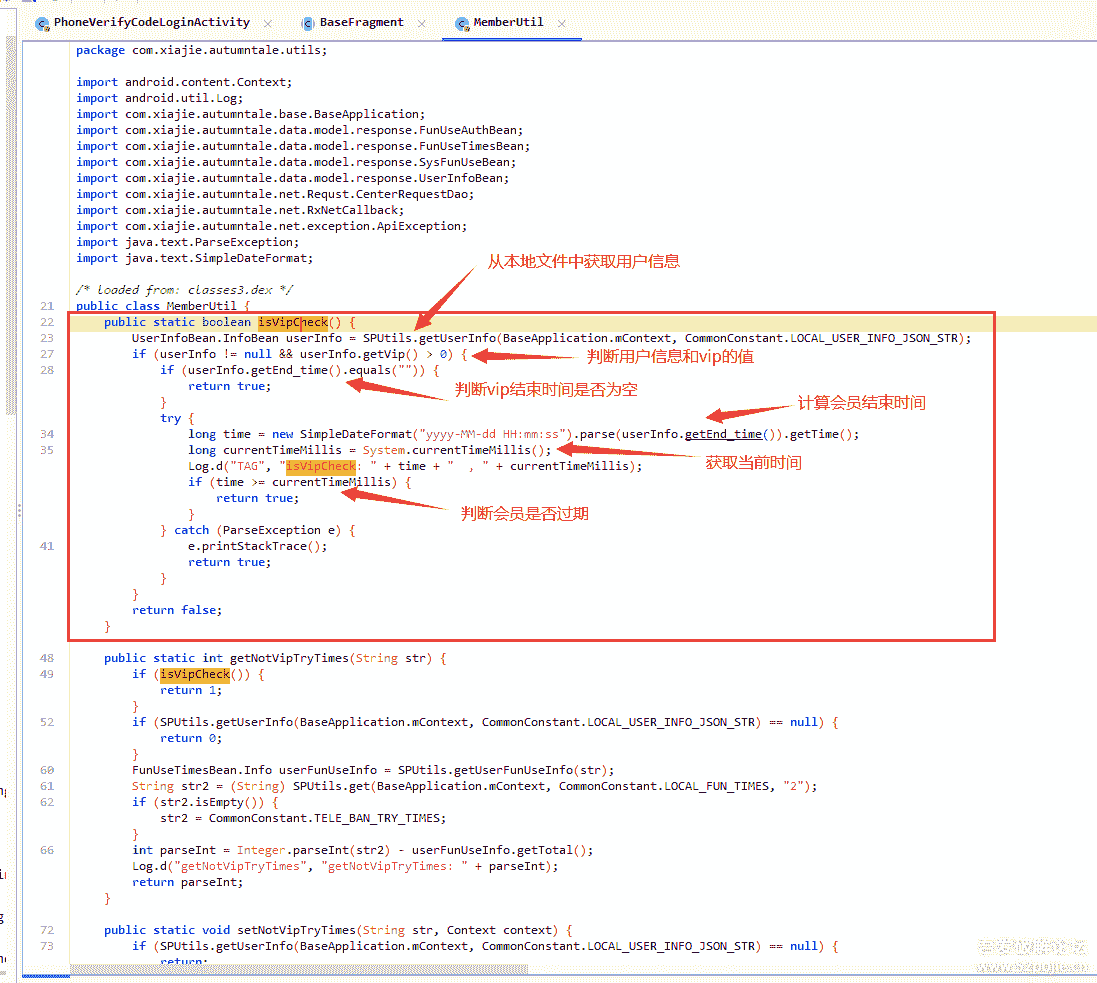 PhoneVerifyCodeLoginActivity BaseFragment MemberUtil
package com.xiajie.autumntale.utils;
import android.content.Context;
import android.util.Log;
import com.xiajie.autumntale.base.BaseApplication;
import com.xiajie.autumntale.data.model.response.FunUseAuthBean;
import com.xiajie.autumntale.data.model.response.FunUseTimesBean;
import com.xiajie.autumntale.data.model.response.SysFunUseBean;
import com.xiajie.autumntale.data.model.response.UserInfoBean;
import com.xiajie.autumntale.net.Requst.CenterRequestDao;
import com.xiajie.autumntale.net.RxNetCallback;
import com.xiajie.autumntale.net.exception.ApiException;
import java.text.ParseException;
import java.text.SimpleDateFormat;
从本地文件中获取用户信息
/* loaded from: classes3.dex */
21 public class MemberUtil {
22 public static boolean isVipCheck() {
23 UserInfoBean.InfoBean userInfo = SPUtils.getUserInfo(BaseApplication.mContext, CommonConstant.LOCAL_USER_INFO_JSON_STR);
27 if (userInfo != null && userInfo.getVip() > 0) { 判断用户信息和vip的值
28 if (userInfo.getEnd_time().equals("")) {
return true; 判断vip结束时间是否为空
}
计算会员结束时间
try {
34 long time = new SimpleDateFormat("yyyy-MM-dd HH:mm:ss").parse(userInfo.getEnd_time()).getTime();
35 long currentTimeMillis = System.currentTimeMillis();
获取当前时间
Log.d("TAG", "isVipCheck: " + time + " , " + currentTimeMillis);
if (time >= currentTimeMillis) {
return true;
判断会员是否过期
}
} catch (ParseException e) {
41 e.printStackTrace();
return true;
}
}
return false;
}
48 public static int getNotVipTryTimes(String str) {
49 if (isVipCheck()) {
return 1;
}
52 if (SPUtils.getUserInfo(BaseApplication.mContext, CommonConstant.LOCAL_USER_INFO_JSON_STR) == null) {
return 0;
}
60 FunUseTimesBean.Info userFunUseInfo = SPUtils.getUserFunUseInfo(str);
61 String str2 = (String) SPUtils.get(BaseApplication.mContext, CommonConstant.LOCAL_FUN_TIMES, "2");
62 if (str2.isEmpty()) {
str2 = CommonConstant.TELE_BAN_TRY_TIMES;
}
66 int parseInt = Integer.parseInt(str2) - userFunUseInfo.getTotal();
Log.d("getNotVipTryTimes", "getNotVipTryTimes: " + parseInt);
return parseInt;
}
72 public static void setNotVipTryTimes(String str, Context context) {
73 if (SPUtils.getUserInfo(BaseApplication.mContext, CommonConstant.LOCAL_USER_INFO_JSON_STR) == null) {
return;